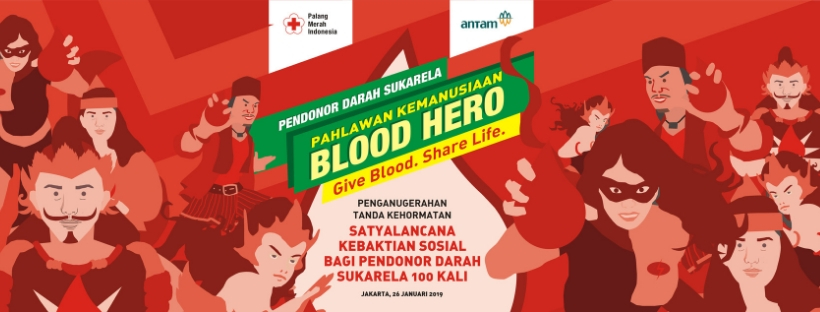 Palang
Merah
Indonesia
antam
PENDONOR DARAH SUKARELA
PAHLAWAN KEMANUSIAAN
BLOOD HERO
Give Blood. Share Life.
PENGANUGERAHAN
TANDA KEHORMATAN
SATYALANCANA
KEBAKTIAN SOSIAL
BAGI PENDONOR DARAH
SUKARELA 100 KALI
JAKARTA, 26 JANUARI 2019